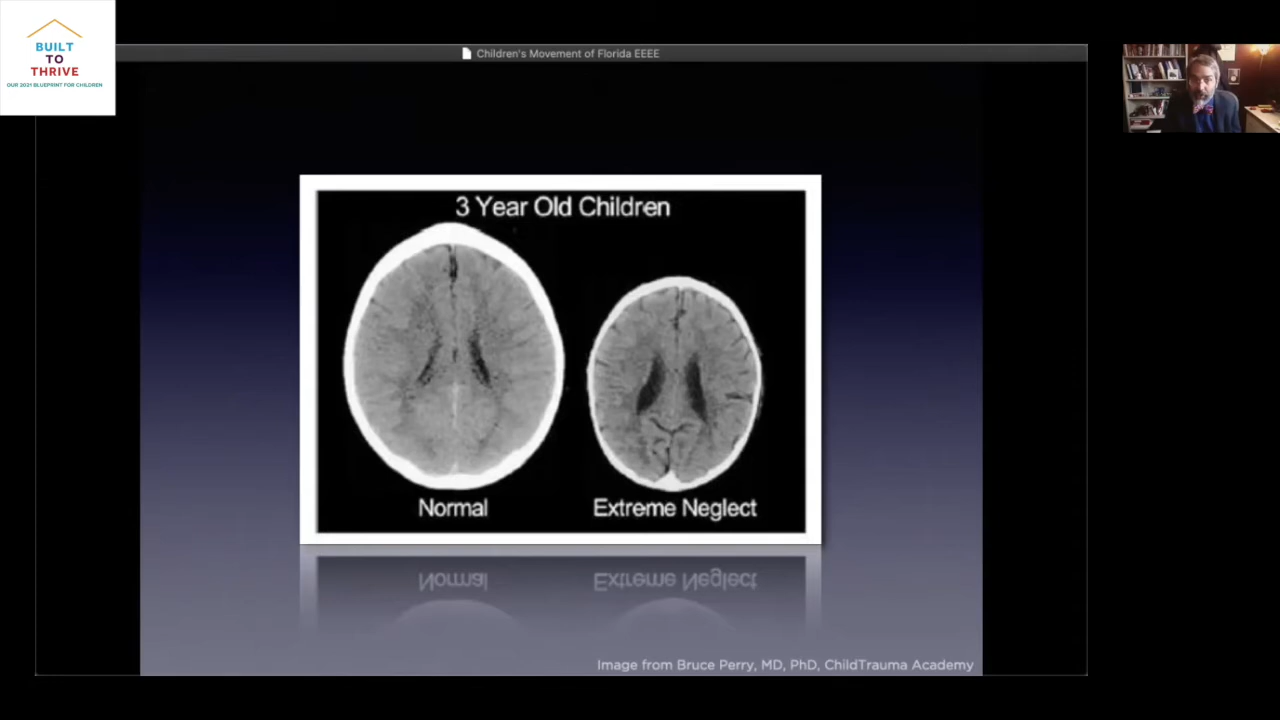 BUILT
TO
THRIVE
OUR 2021 BLUEPRINT FOR CHILDREN
Children's Movement of Florida EEEE
3 Year Old Children
Normal
Extreme Neglect
Normal
Extreme Neglect
Image from Bruce Perry, MD, PhD, ChildTrauma Academy